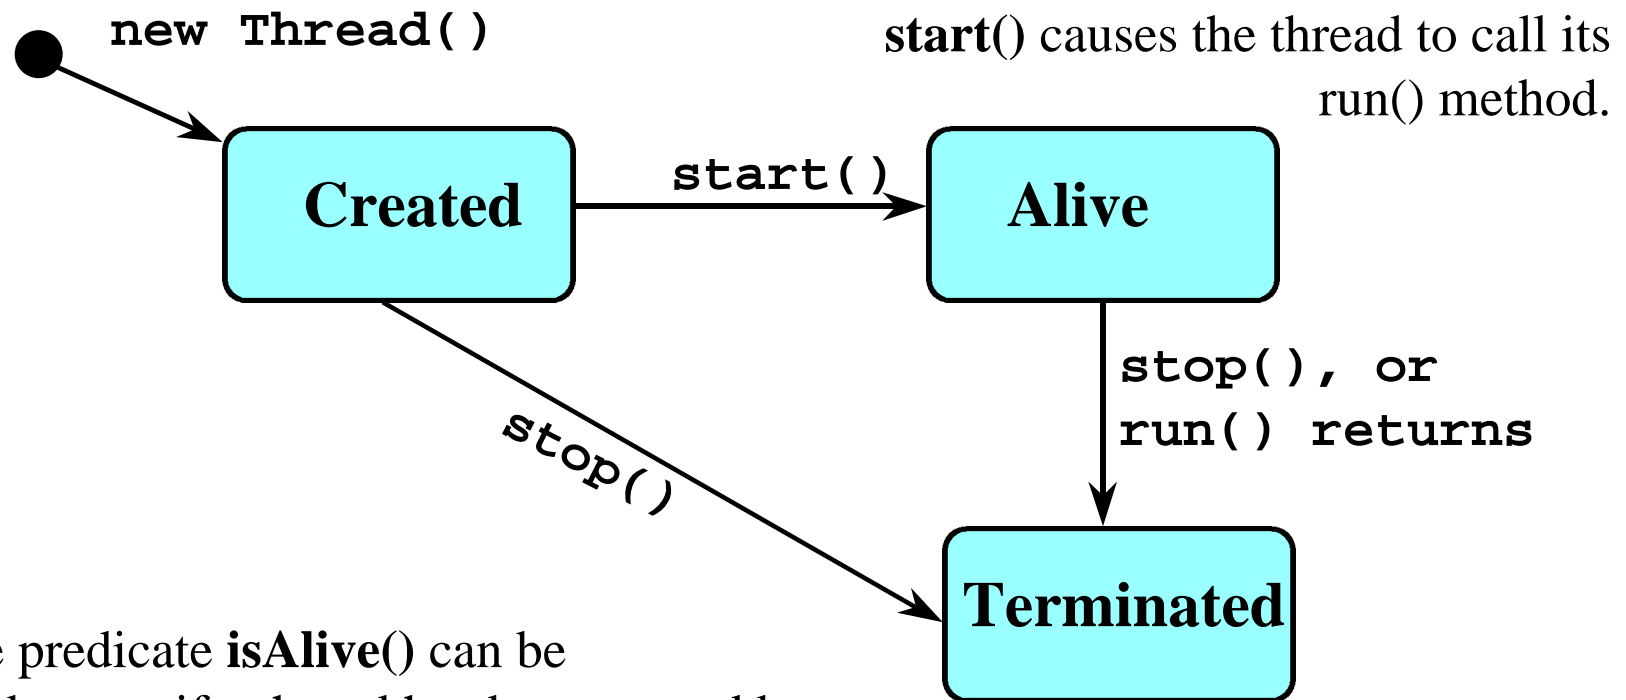 new Thread()
start() causes the thread to call its
run() method.
start()
Created
Alive
stop(), or
run() returns
stop()
Terminated
predicate isAlive() can be